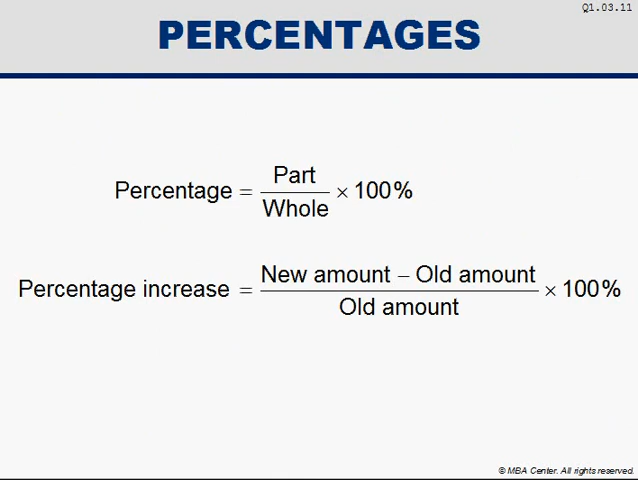 Q1.03.11
PERCENTAGES
Percentage = Part / Whole × 100%
Percentage increase = New amount – Old amount / Old amount × 100%
© MBA Center. All rights reserved.